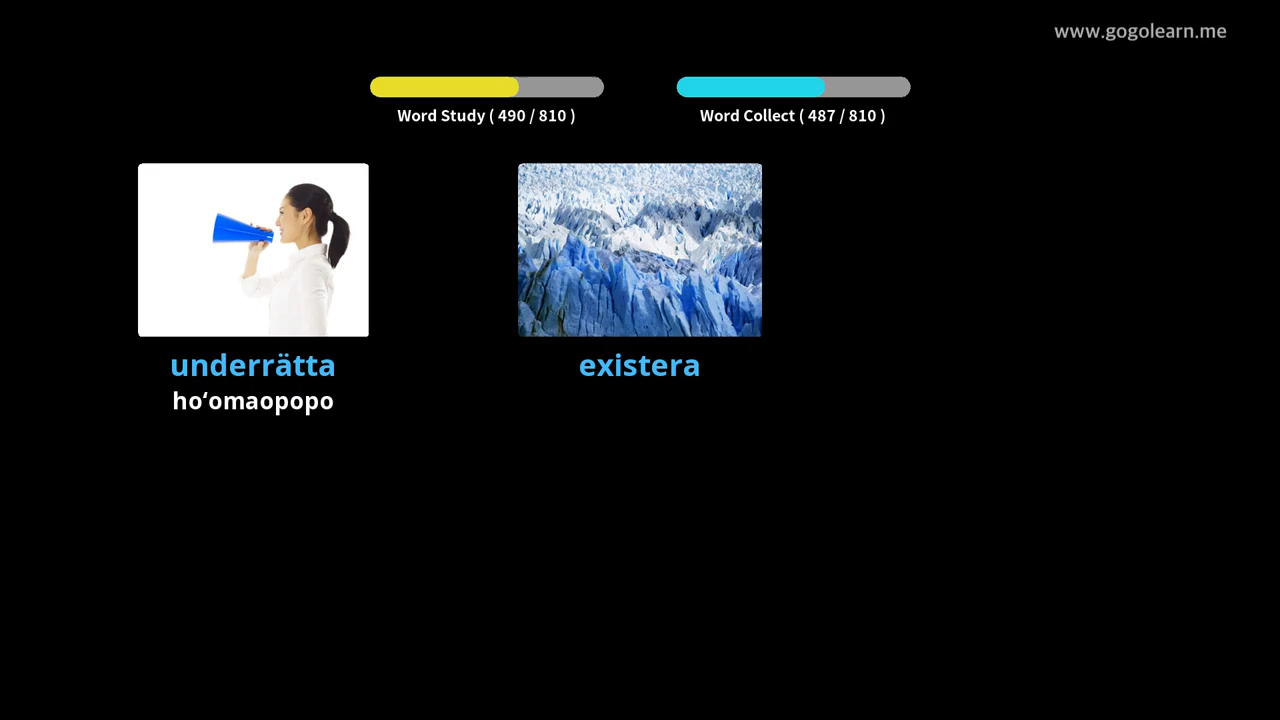 www.gogolearn.me
Word Study ( 490 / 810 )
Word Collect ( 487 / 810 )
underrätta
existera
hoʻomaopopo